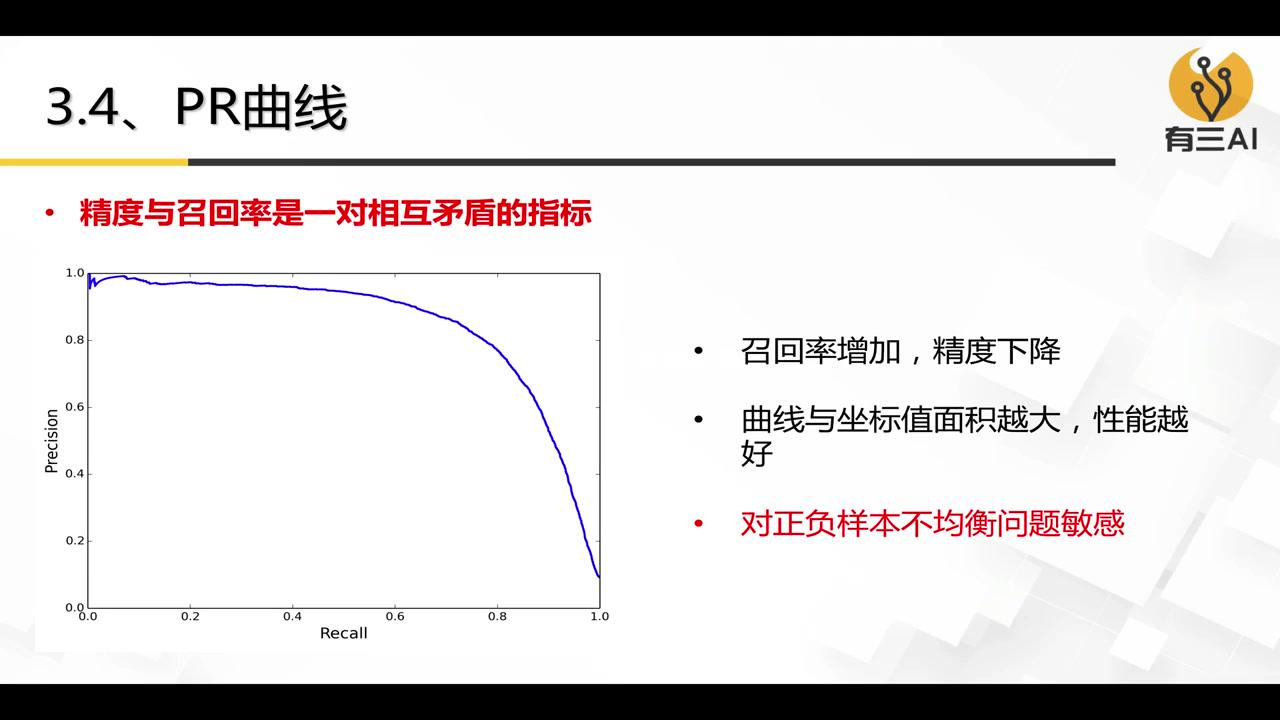 3.4、PR曲线
有三AI
• 精度与召回率是一对相互矛盾的指标
1.0
0.8
0.6
0.4
0.2
0.0
Precision
0.0 0.2 0.4 0.6 0.8 1.0
Recall
• 召回率增加，精度下降
• 曲线与坐标值面积越大，性能越
好
• 对正负样本不均衡问题敏感